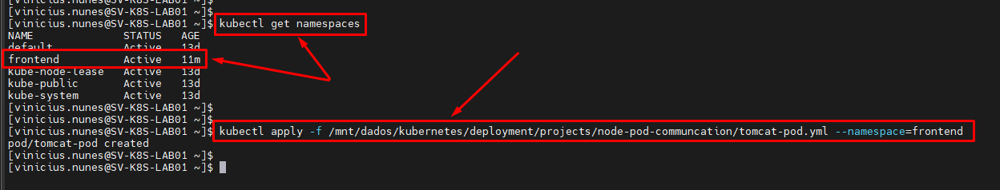 [vinicius.nunes@SV-K8S-LAB01 ~]$
[vinicius.nunes@SV-K8S-LAB01 ~]$
[vinicius.nunes@SV-K8S-LAB01 ~]$ kubectl get namespaces
NAME STATUS AGE
default Active 13d
frontend Active 11m
kube-node-lease Active 13d
kube-public Active 13d
kube-system Active 13d
[vinicius.nunes@SV-K8S-LAB01 ~]$
[vinicius.nunes@SV-K8S-LAB01 ~]$
[vinicius.nunes@SV-K8S-LAB01 ~]$ kubectl apply -f /mnt/dados/kubernetes/deployment/projects/node-pod-communcation/tomcat-pod.yml --namespace=frontend
pod/tomcat-pod created
[vinicius.nunes@SV-K8S-LAB01 ~]$
[vinicius.nunes@SV-K8S-LAB01 ~]$